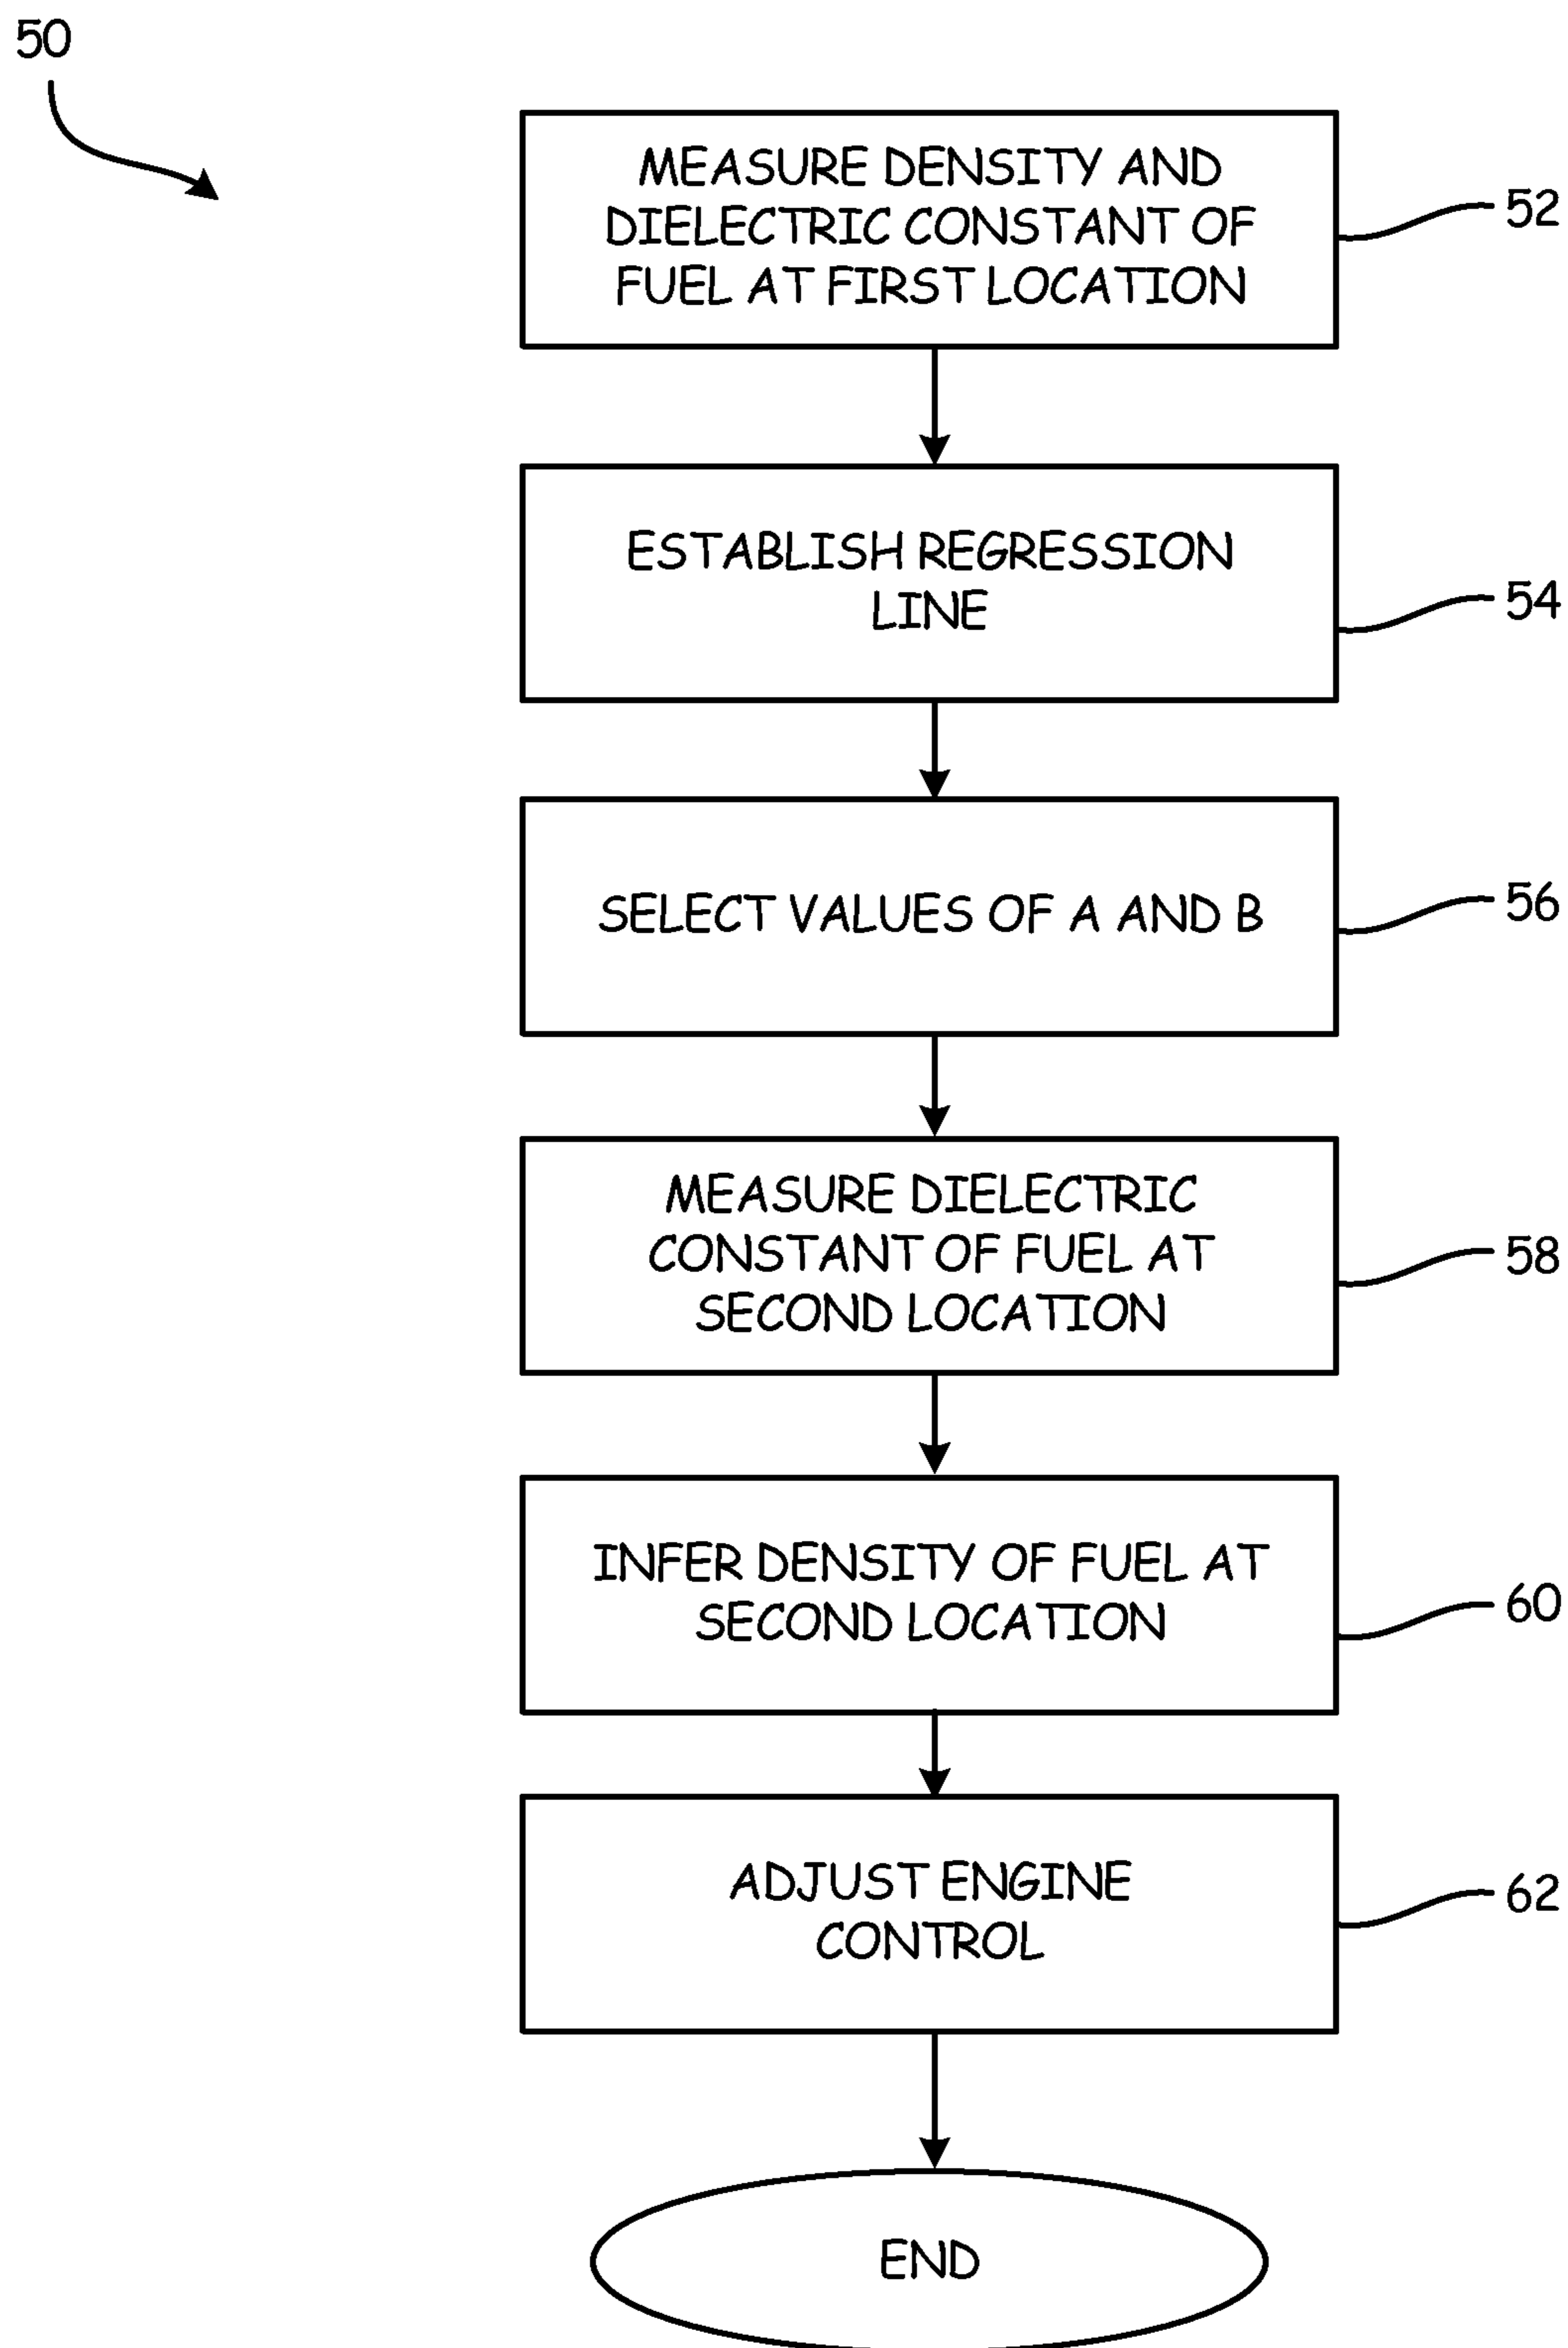 50
MEASURE DENSITY AND
DIELECTRIC CONSTANT OF
FUEL AT FIRST LOCATION
52
ESTABLISH REGRESSION
LINE
54
SELECT VALUES OF A AND B
56
MEASURE DIELECTRIC
CONSTANT OF FUEL AT
SECOND LOCATION
58
INFER DENSITY OF FUEL AT
SECOND LOCATION
60
ADJUST ENGINE
CONTROL
62
END